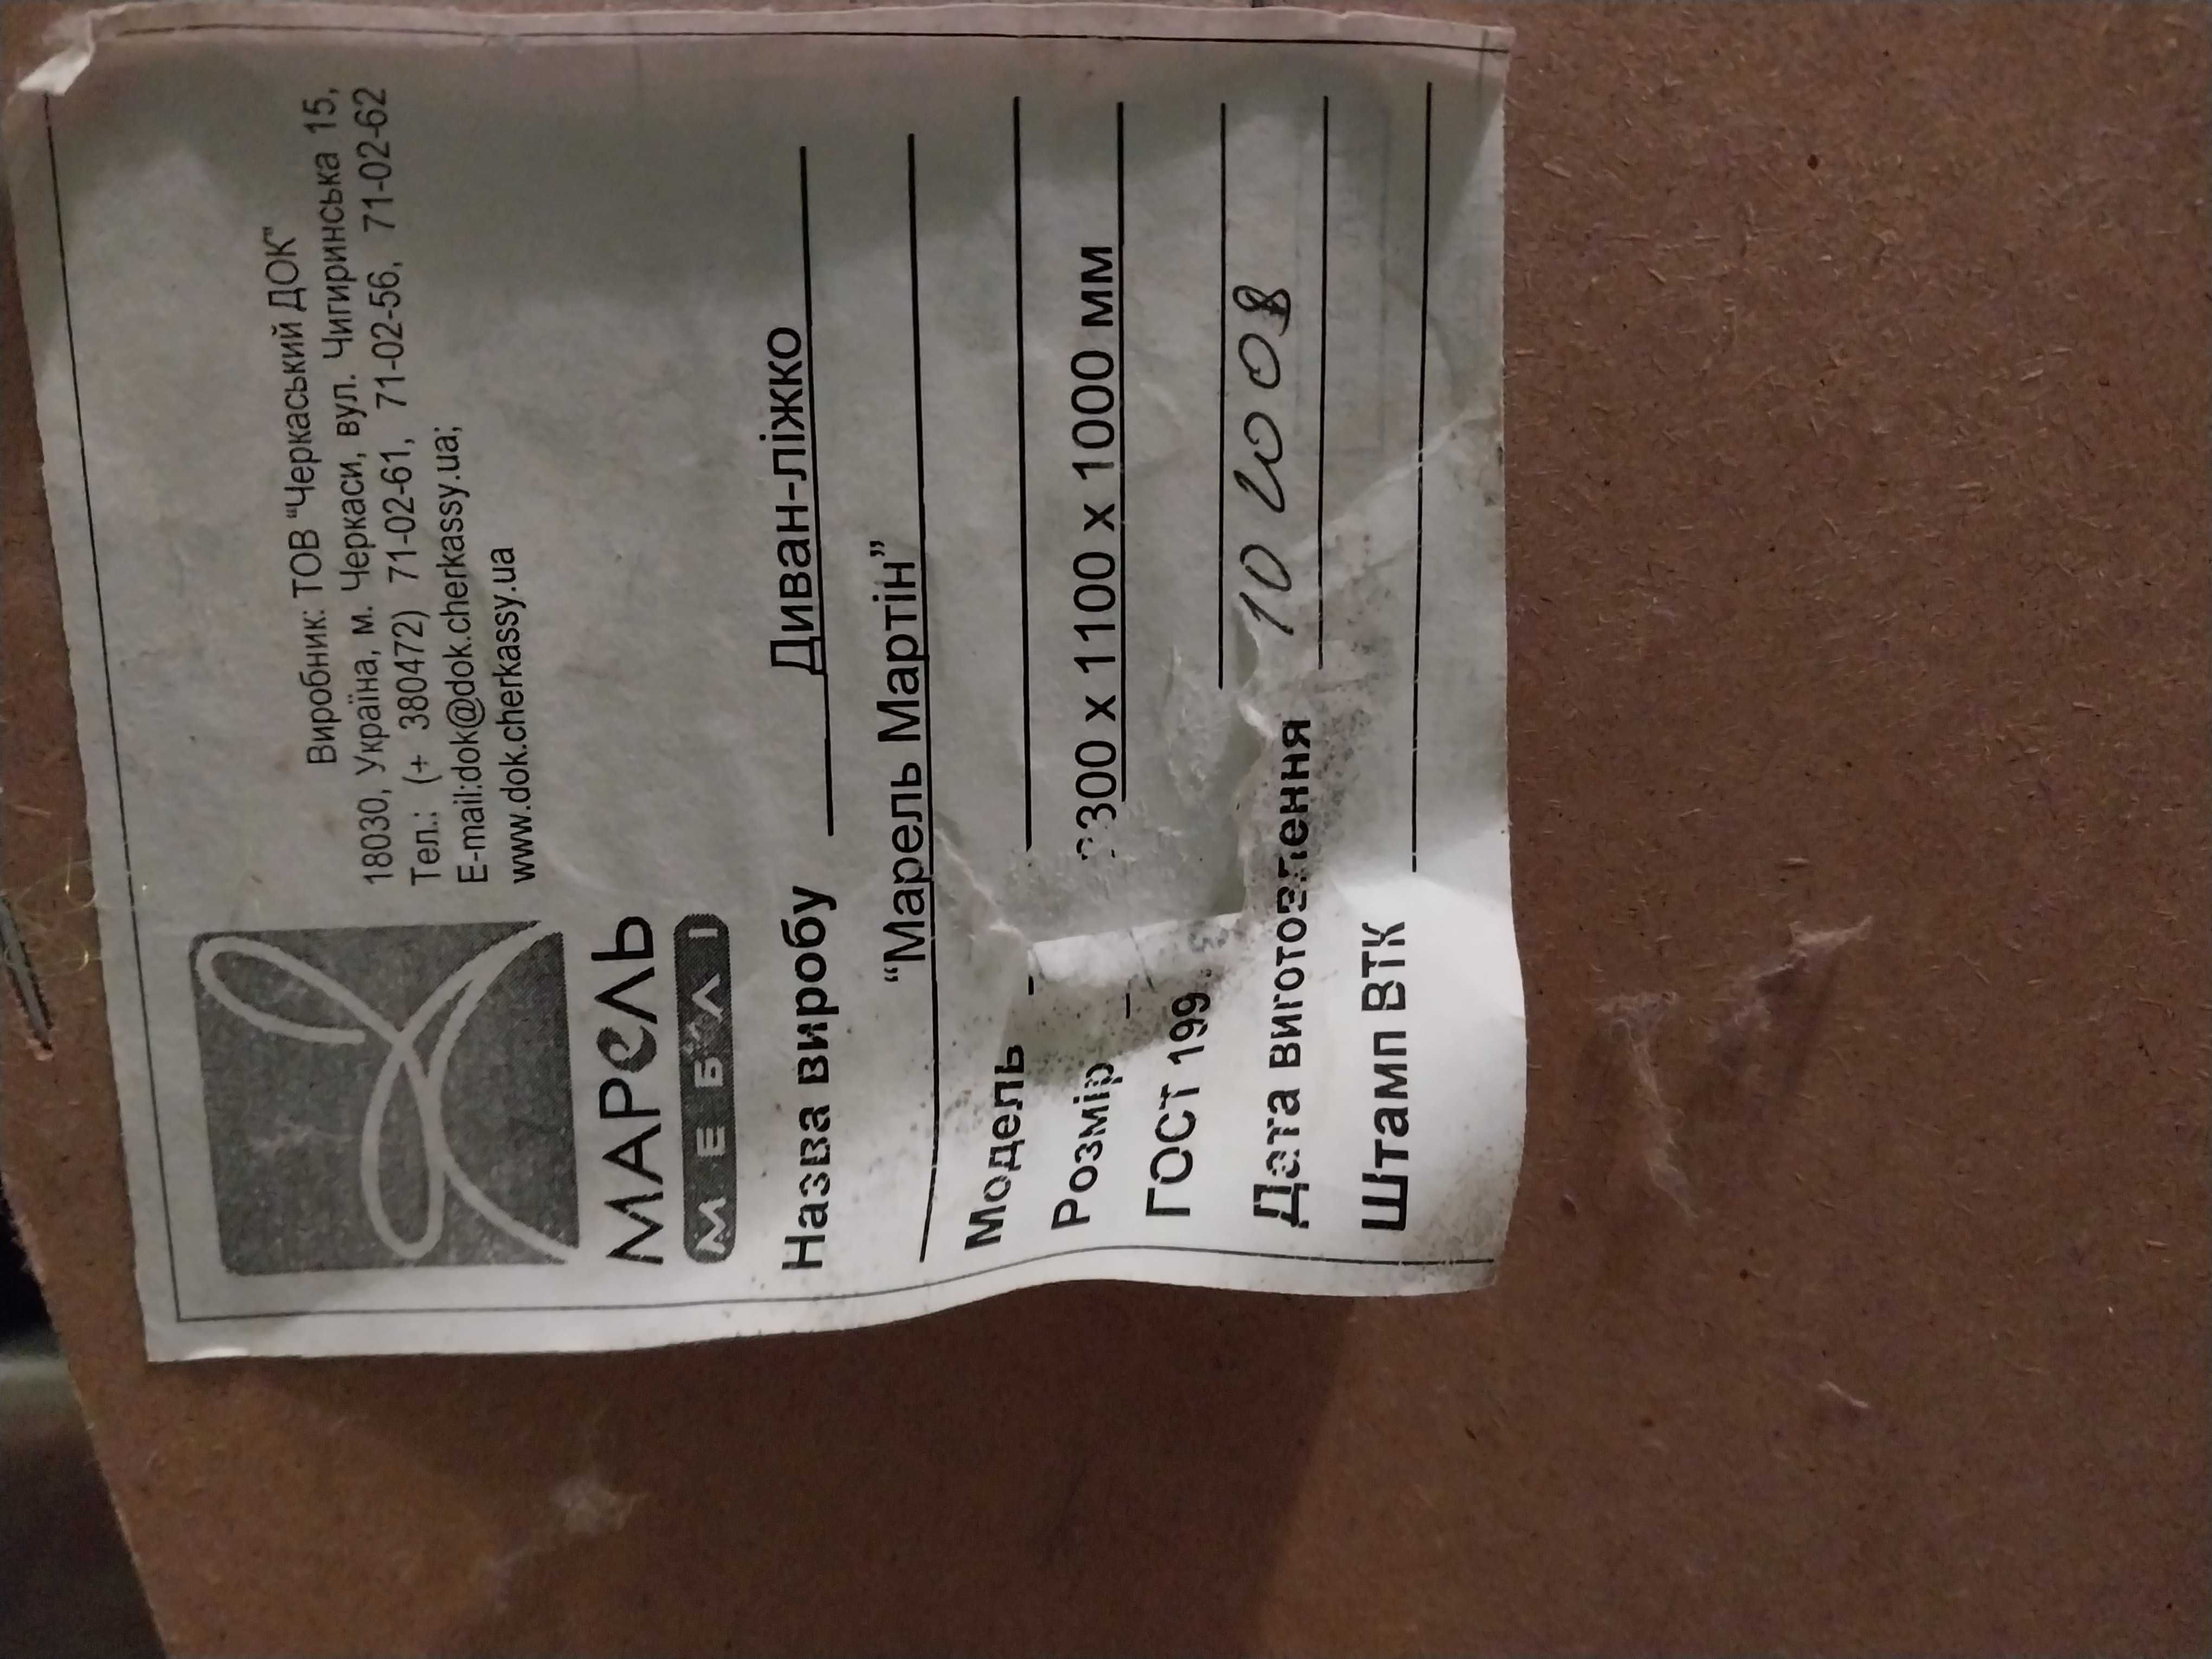 Виробник: ТОВ "Черкаський ДОК"
18030, Україна, м. Черкаси, вул. Чигиринська 15,
Тел.: (+ 380472) 71-02-61, 71-02-56, 71-02-62
E-mail:dok@dok.cherkassy.ua;
www.dok.cherkassy.ua
МАРЕЛЬ
МЕБЛІ
Назва виробу Диван-ліжко
"Марель Мартін"
Модель
Розмір 300 х 1100 х 1000 мм
ГОСТ 199
Дата виготовлення 10 2008
Штамп ВТК